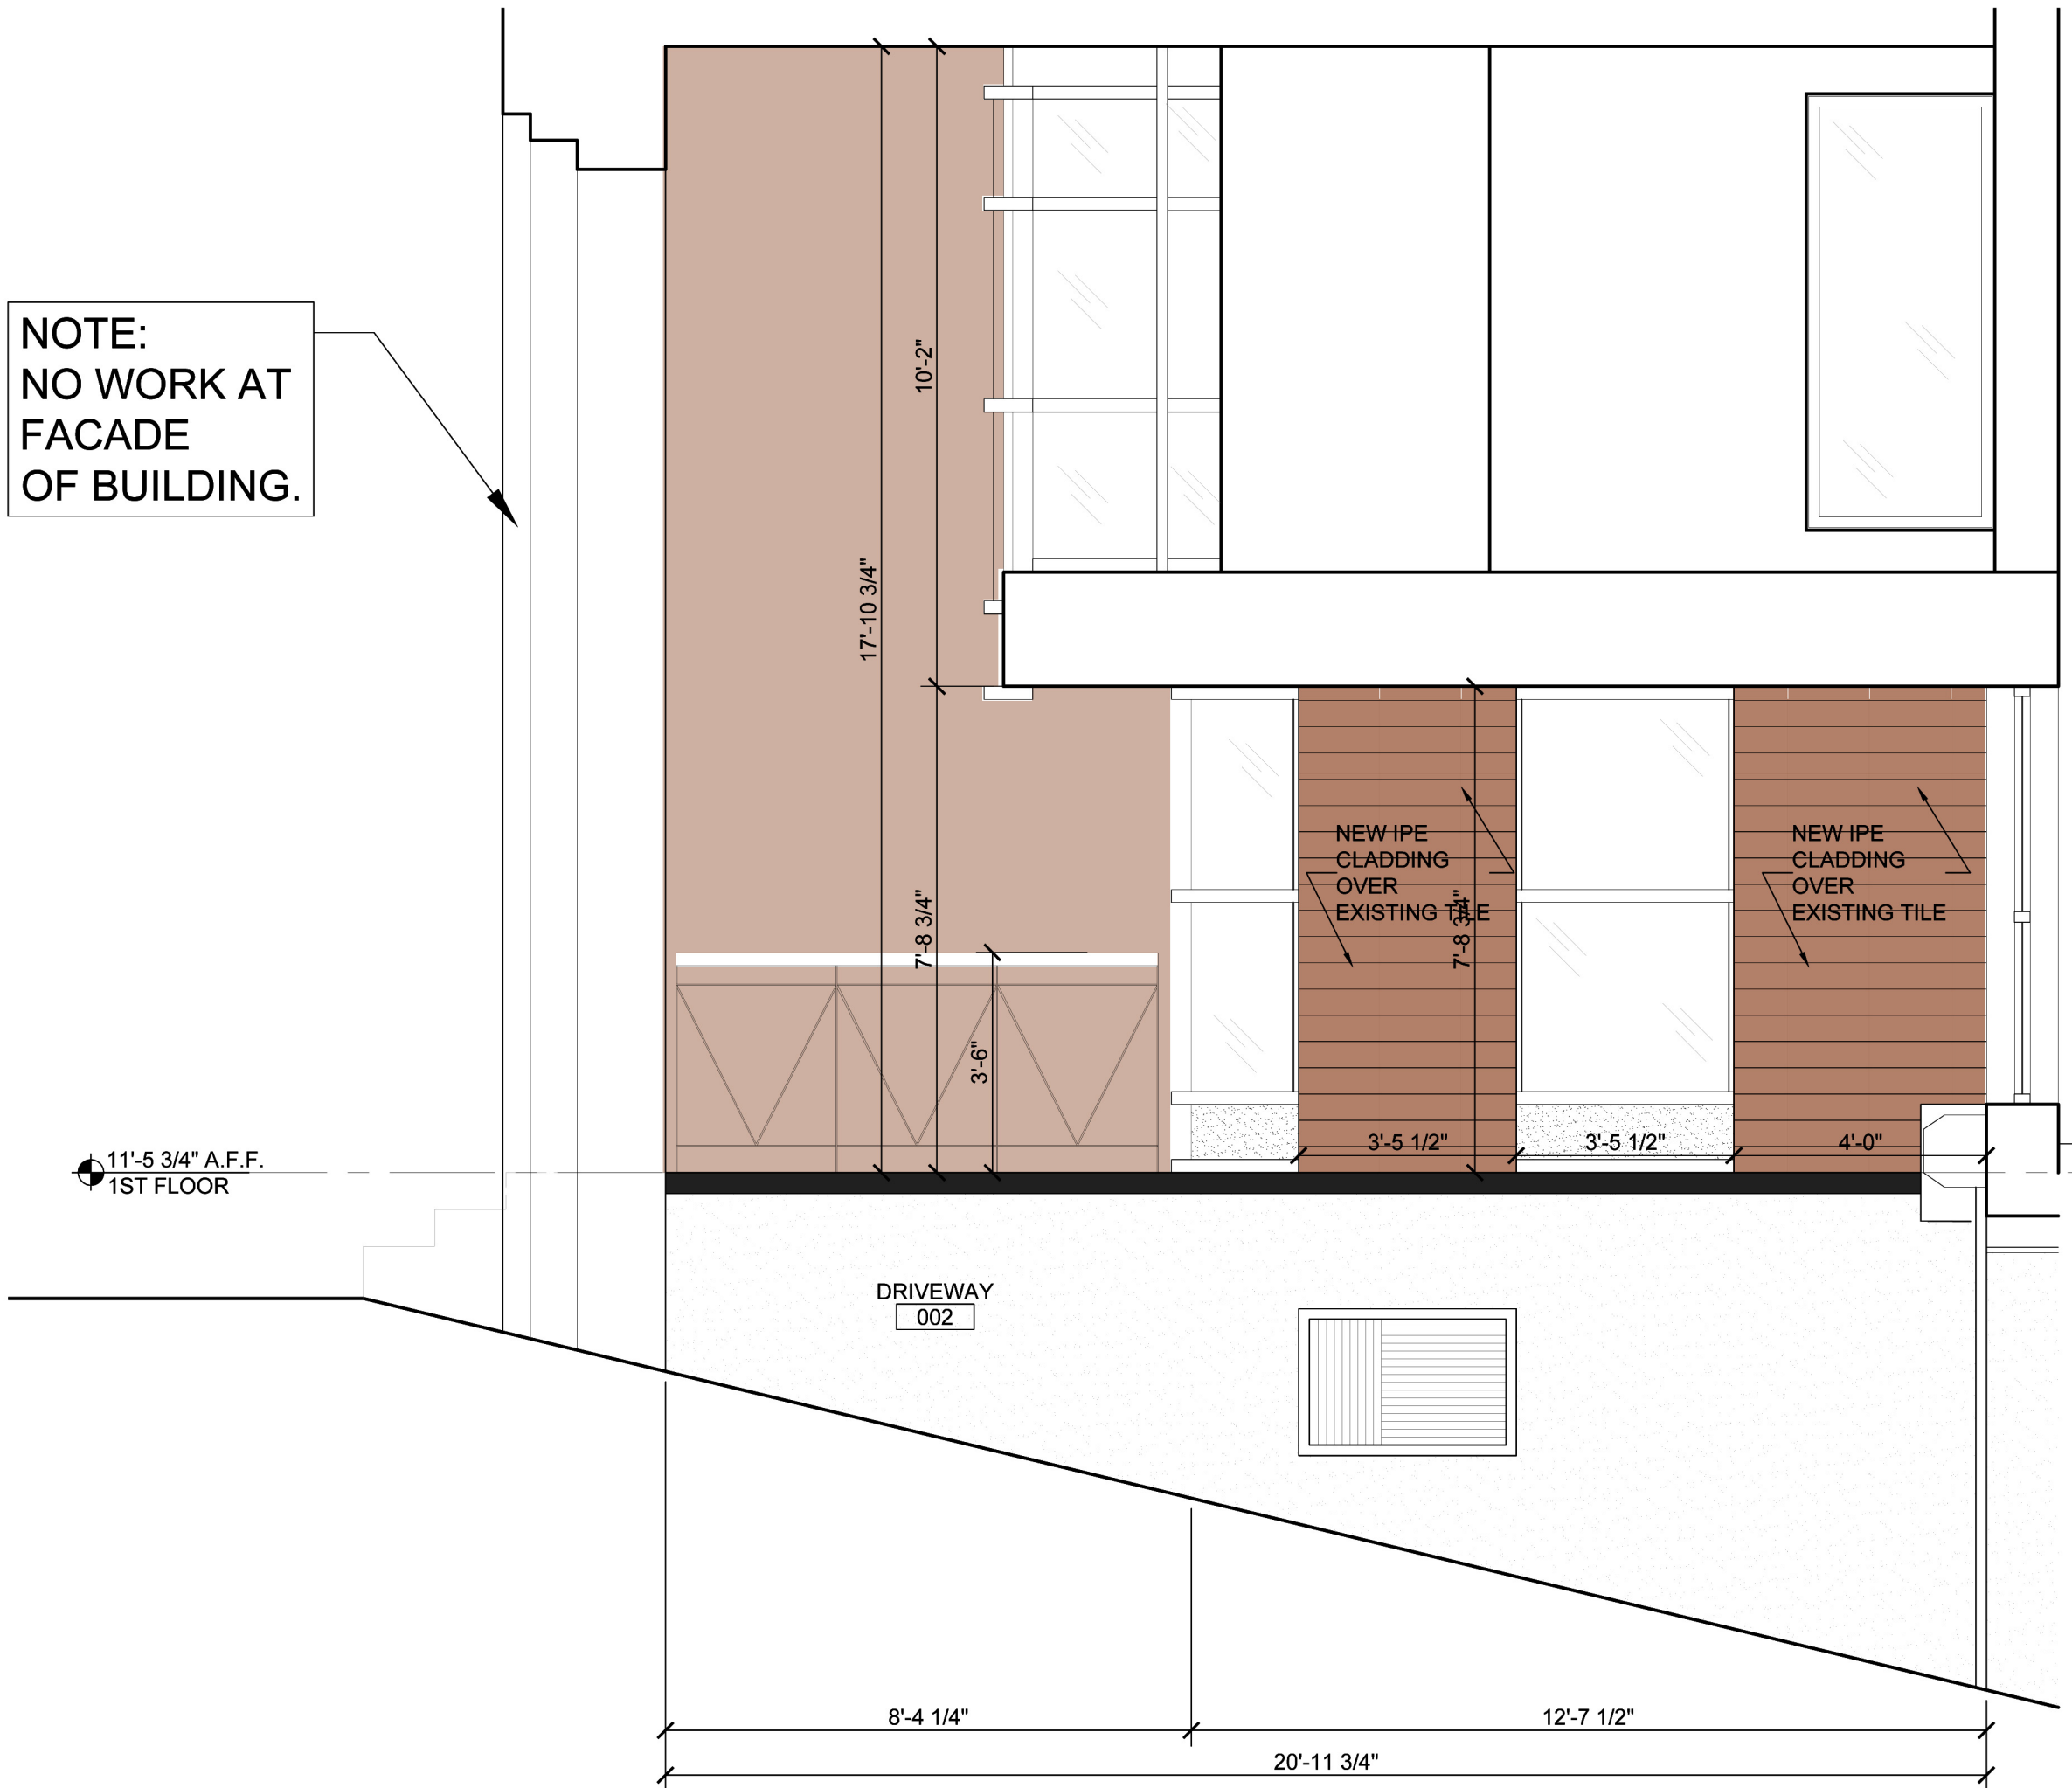 NOTE:
NO WORK AT
FACADE
OF BUILDING.
10'-2"
17'-10 3/4"
7'-8 3/4"
3'-6"
NEW IPE
CLADDING
OVER
EXISTING TILE
7'-8 3/4"
NEW IPE
CLADDING
OVER
EXISTING TILE
3'-5 1/2"
3'-5 1/2"
4'-0"
11'-5 3/4" A.F.F.
1ST FLOOR
DRIVEWAY
002
8'-4 1/4"
12'-7 1/2"
20'-11 3/4"